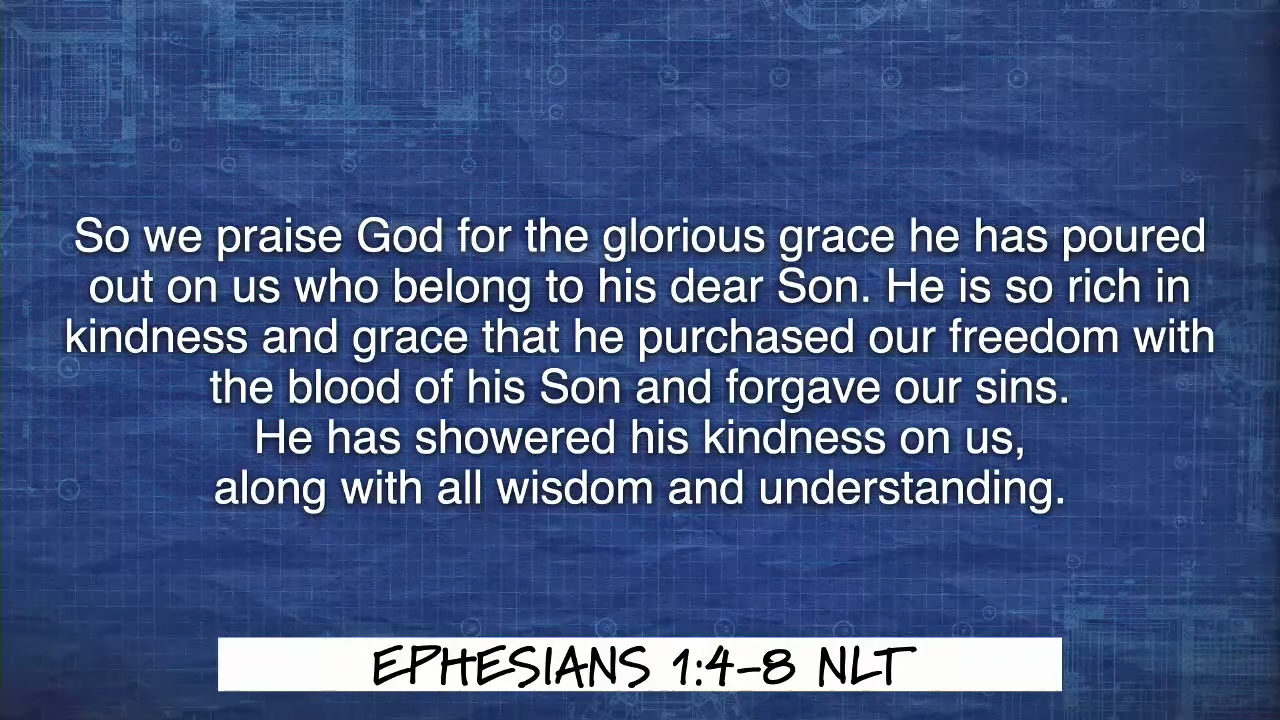 So we praise God for the glorious grace he has poured
out on us who belong to his dear Son. He is so rich in
kindness and grace that he purchased our freedom with
the blood of his Son and forgave our sins.
He has showered his kindness on us,
along with all wisdom and understanding.
EPHESIANS 1:4-8 NLT